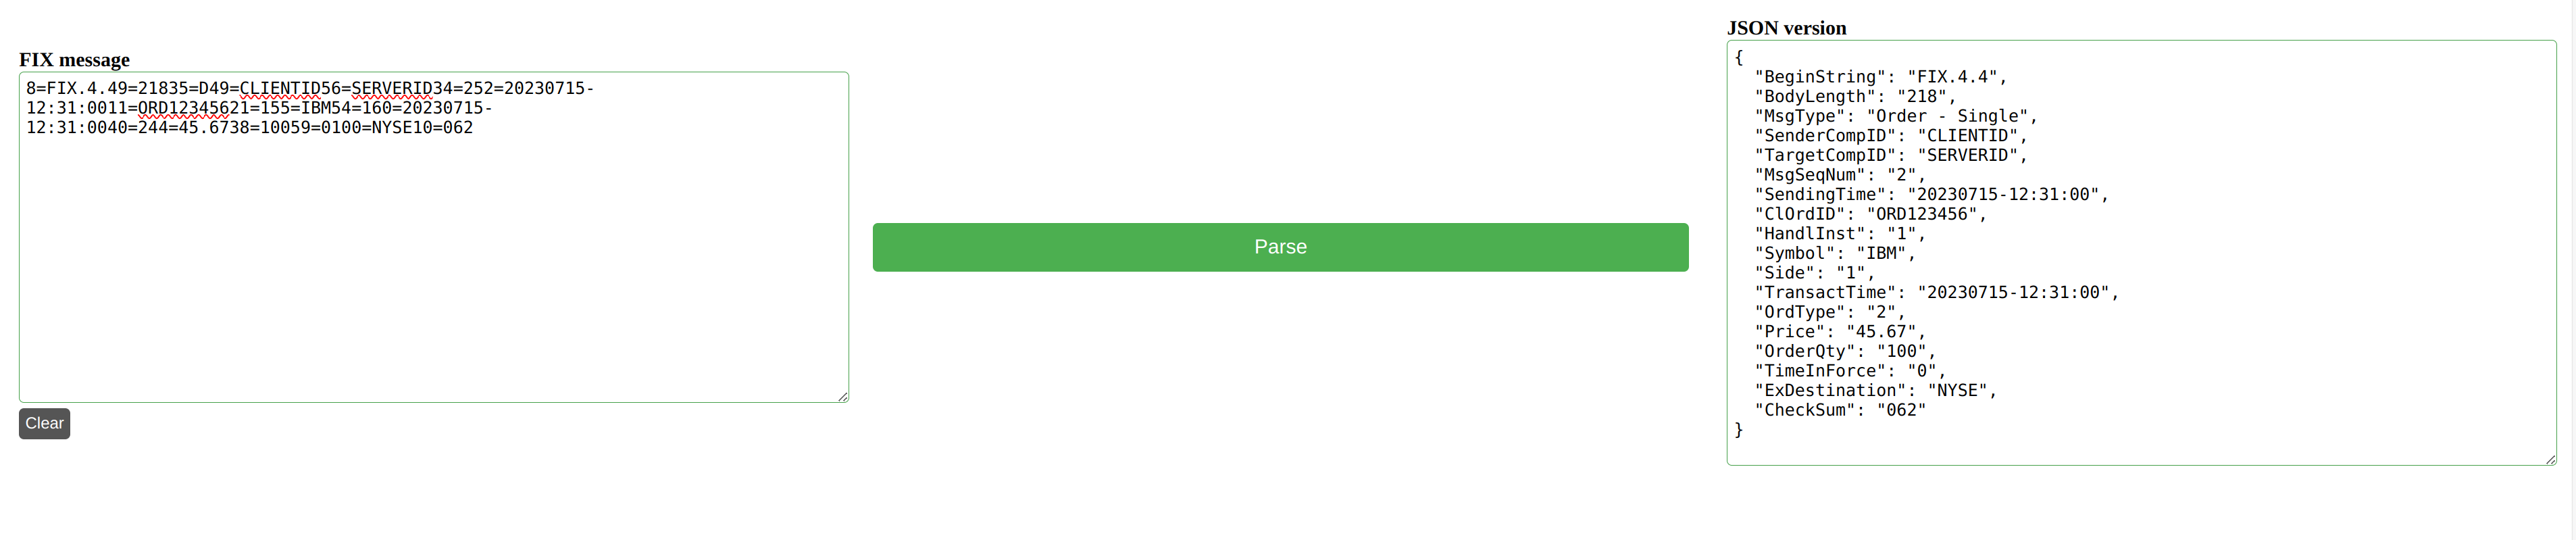 FIX message
8=FIX.4.49=21835=D49=CLIENTID56=SERVERID34=252=20230715-
12:31:0011=ORD12345621=155=IBM54=160=20230715-
12:31:0040=244=45.6738=10059=0100=NYSE10=062
Clear
Parse
JSON version
{
  "BeginString": "FIX.4.4",
  "BodyLength": "218",
  "MsgType": "Order - Single",
  "SenderCompID": "CLIENTID",
  "TargetCompID": "SERVERID",
  "MsgSeqNum": "2",
  "SendingTime": "20230715-12:31:00",
  "ClOrdID": "ORD123456",
  "HandlInst": "1",
  "Symbol": "IBM",
  "Side": "1",
  "TransactTime": "20230715-12:31:00",
  "OrdType": "2",
  "Price": "45.67",
  "OrderQty": "100",
  "TimeInForce": "0",
  "ExDestination": "NYSE",
  "CheckSum": "062"
}